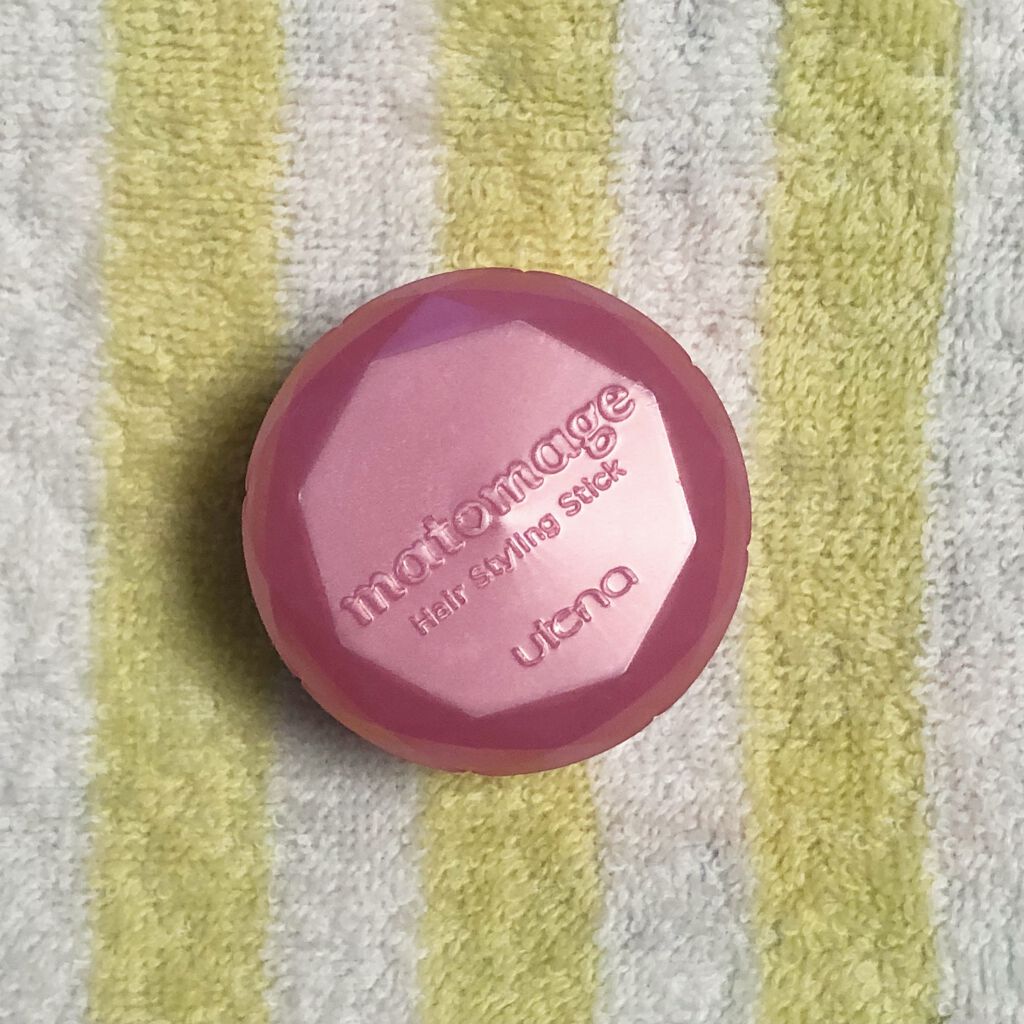 matomage
Hair Styling Stick
utena